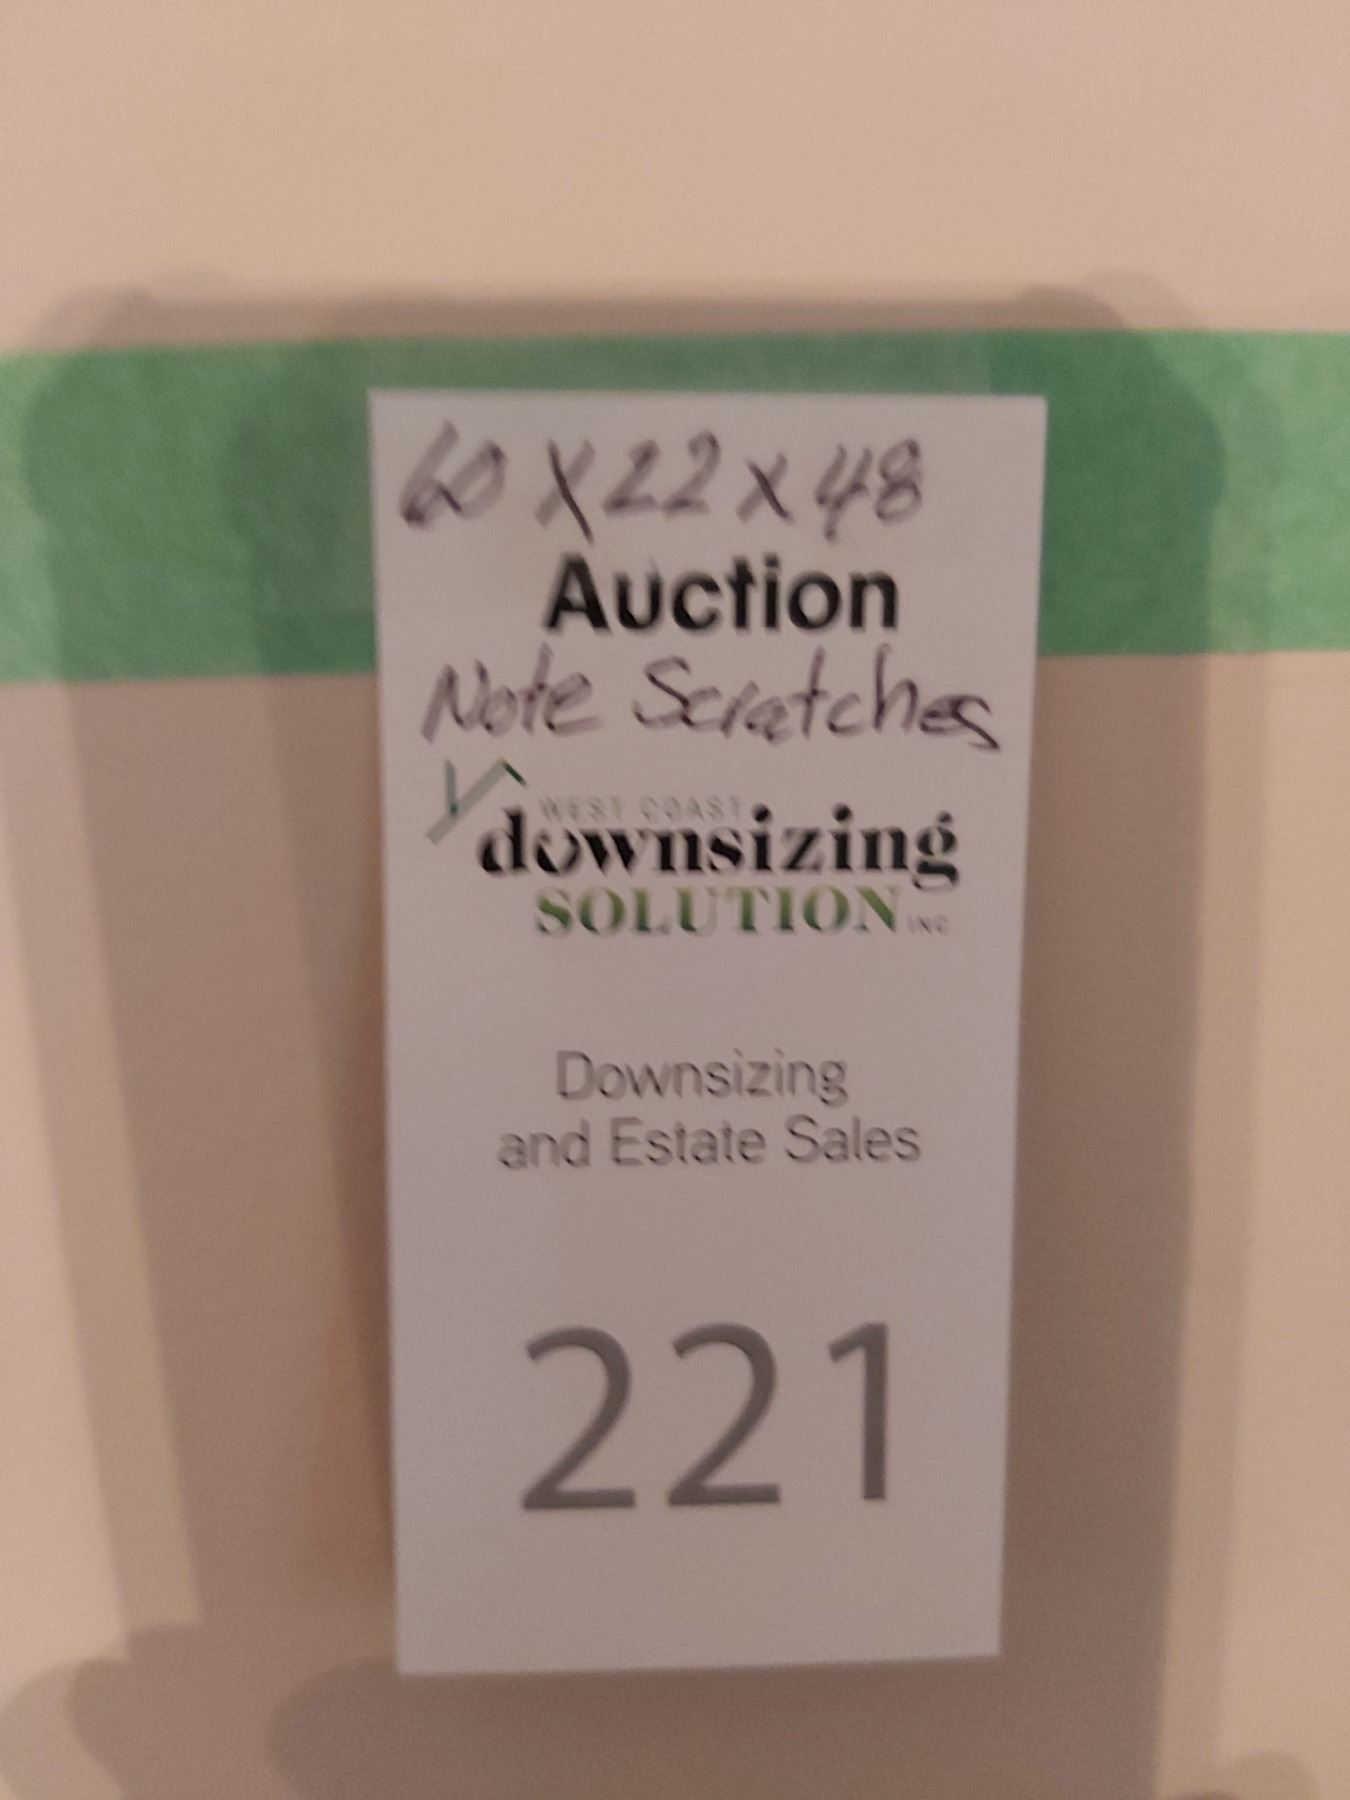 60 X 22 x 48
Auction
Note Scratches
WEST COAST
downsizing
SOLUTION INC
Downsizing
and Estate Sales
221